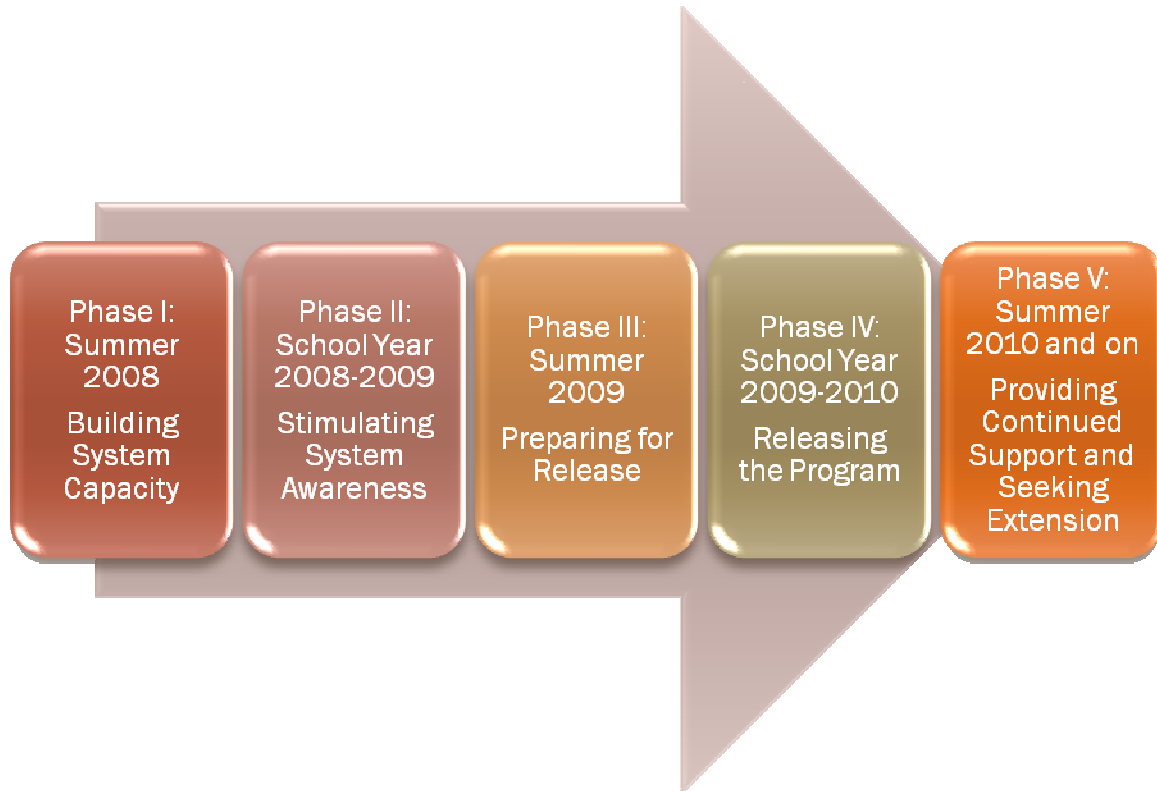 Phase I:
Summer
2008
Building
System
Capacity
Phase II:
School Year
2008-2009
Stimulating
System
Awareness
Phase III:
Summer
2009
Preparing for
Release
Phase IV:
School Year
2009-2010
Releasing
the Program
Phase V:
Summer
2010 and on
Providing
Continued
Support and
Seeking
Extension